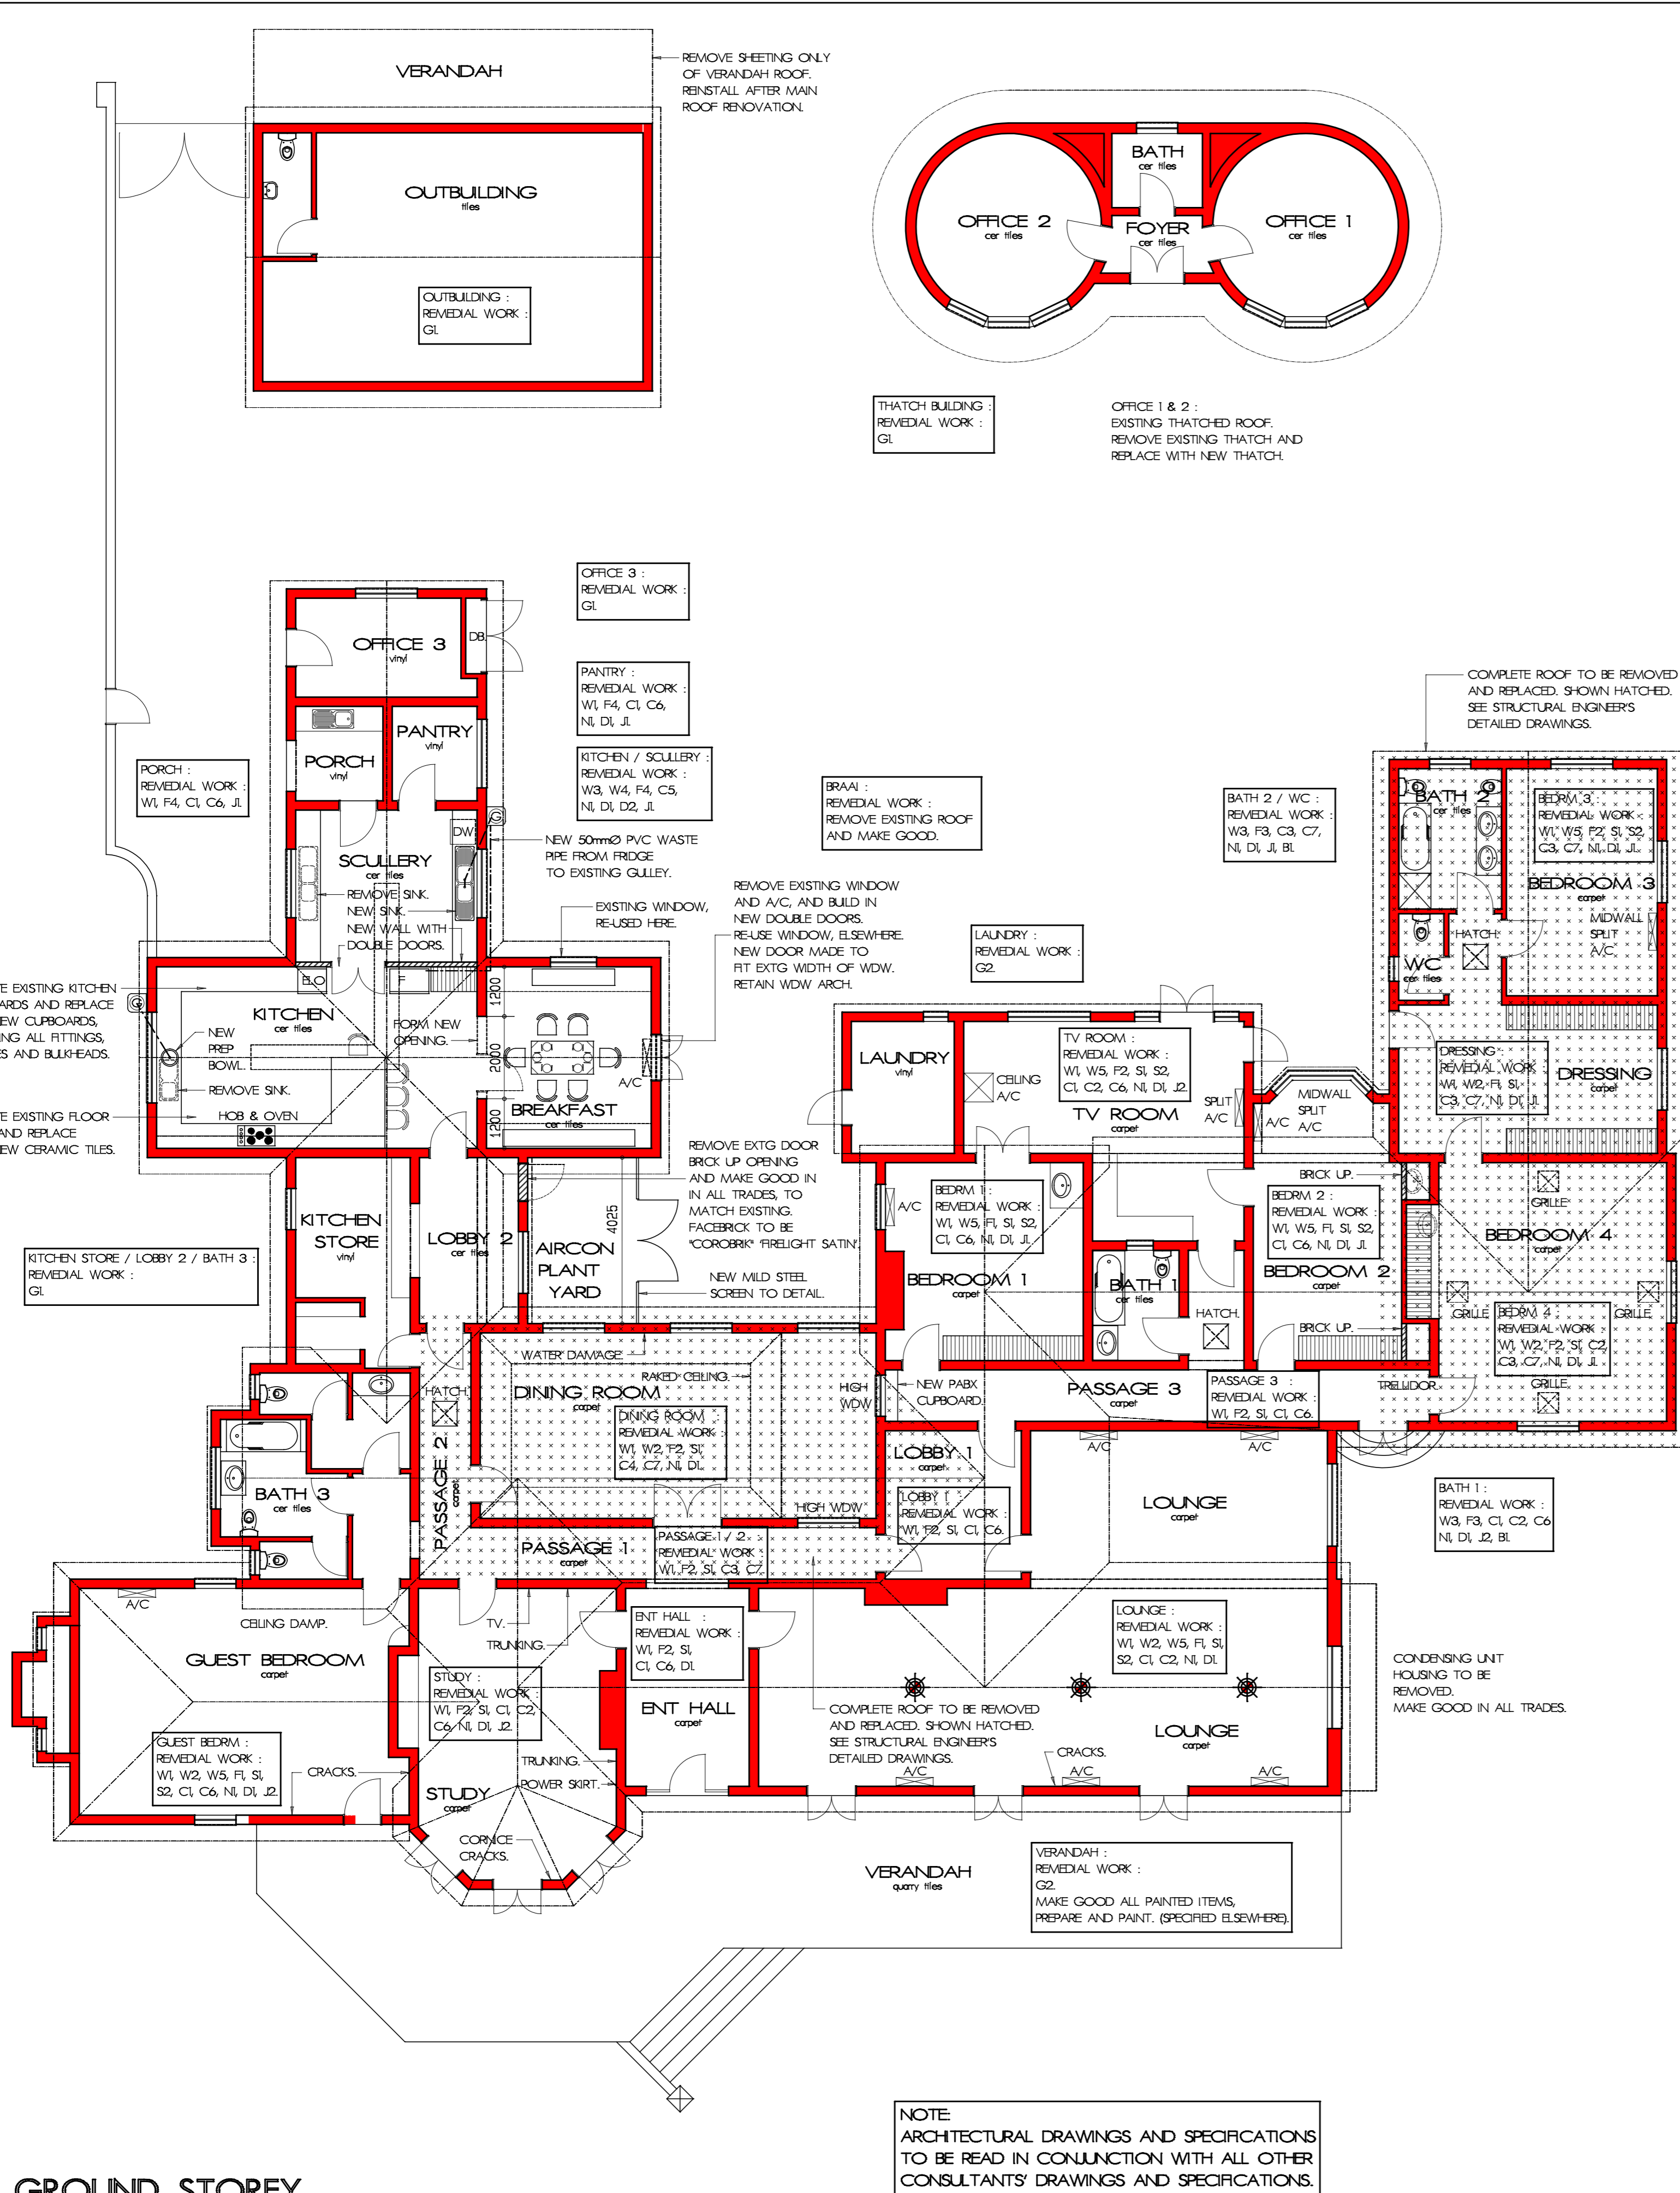 VERANDAH
REMOVE SHEETING ONLY
OF VERANDAH ROOF.
REINSTALL AFTER MAIN
ROOF RENOVATION.
OUTBUILDING
tiles
OUTBUILDING :
REMEDIAL WORK :
G1.
BATH
cer tiles
OFFICE 2
cer tiles
FOYER
cer tiles
OFFICE 1
cer tiles
THATCH BUILDING :
REMEDIAL WORK :
G1.
OFFICE 1 & 2 :
EXISTING THATCHED ROOF.
REMOVE EXISTING THATCH AND
REPLACE WITH NEW THATCH.
OFFICE 3 :
REMEDIAL WORK :
G1.
OFFICE 3
vinyl
DB.
PANTRY :
REMEDIAL WORK :
W1, F4, C1, C6,
N1, D1, J1.
PORCH
vinyl
PANTRY
vinyl
KITCHEN / SCULLERY :
REMEDIAL WORK :
W3, W4, F4, C5,
N1, D1, D2, J1.
PORCH :
REMEDIAL WORK :
W1, F4, C1, C6, J1.
COMPLETE ROOF TO BE REMOVED
AND REPLACED. SHOWN HATCHED.
SEE STRUCTURAL ENGINEER'S
DETAILED DRAWINGS.
BRAAI :
REMEDIAL WORK :
REMOVE EXISTING ROOF
AND MAKE GOOD.
BATH 2 / WC :
REMEDIAL WORK :
W3, F3, C3, C7,
N1, D1, J1, B1.
BATH 2
cer tiles
BEDRM 3 :
REMEDIAL WORK :
W1, W5, F2, S1, S2,
C3, C7, N1, D1, J1.
BEDROOM 3
carpet
MIDWALL
SPLIT
A/C
HATCH.
WC
cer tiles
G
DW
SCULLERY
cer tiles
REMOVE SINK.
NEW SINK.
NEW WALL WITH
DOUBLE DOORS.
NEW 50mmØ PVC WASTE
PIPE FROM FRIDGE
TO EXISTING GULLEY.
EXISTING WINDOW,
RE-USED HERE.
REMOVE EXISTING WINDOW
AND A/C, AND BUILD IN
NEW DOUBLE DOORS.
RE-USE WINDOW, ELSEWHERE.
NEW DOOR MADE TO
FIT EXTG WIDTH OF WDW.
RETAIN WDW ARCH.
LAUNDRY :
REMEDIAL WORK :
G2.
VE EXISTING KITCHEN
ARDS AND REPLACE
EW CUPBOARDS,
ING ALL FITTINGS,
ES AND BULKHEADS.
G
E.L.O
F
KITCHEN
cer tiles
NEW
PREP
BOWL.
REMOVE SINK.
HOB & OVEN
FORM NEW
OPENING.
1200
2000
1200
A/C
BREAKFAST
cer tiles
VE EXISTING FLOOR
AND REPLACE
EW CERAMIC TILES.
LAUNDRY
vinyl
TV ROOM :
REMEDIAL WORK :
W1, W5, F2, S1, S2,
C1, C2, C6, N1, D1, J2.
CEILING
A/C
TV ROOM
carpet
SPLIT
A/C
A/C
MIDWALL
SPLIT
A/C
DRESSING :
REMEDIAL WORK :
W1, W2, F1, S1,
C3, C7, N1, D1, J1.
DRESSING
carpet
REMOVE EXTG DOOR
BRICK UP OPENING
AND MAKE GOOD IN
IN ALL TRADES, TO
MATCH EXISTING.
FACEBRICK TO BE
"COROBRIK" 'FIRELIGHT SATIN'.
NEW MILD STEEL
SCREEN TO DETAIL.
4025
KITCHEN
STORE
vinyl
LOBBY 2
cer tiles
AIRCON
PLANT
YARD
KITCHEN STORE / LOBBY 2 / BATH 3 :
REMEDIAL WORK :
G1.
A/C
BEDRM 1 :
REMEDIAL WORK :
W1, W5, F1, S1, S2,
C1, C6, N1, D1, J1.
BEDROOM 1
carpet
BATH 1
cer tiles
HATCH.
BRICK UP.
BEDRM 2 :
REMEDIAL WORK :
W1, W5, F1, S1, S2,
C1, C6, N1, D1, J1.
BEDROOM 2
carpet
BRICK UP.
GRILLE
BEDROOM 4
carpet
GRILLE
BEDRM 4 :
REMEDIAL WORK :
W1, W2, F2, S1, C2,
C3, C7, N1, D1, J1.
GRILLE
GRILLE
TRELLIDOR.
WATER DAMAGE.
RAKED CEILING.
DINING ROOM
carpet
DINING ROOM :
REMEDIAL WORK :
W1, W2, F2, S1,
C4, C7, N1, D1.
HIGH
WDW
HIGH WDW
NEW PABX
CUPBOARD.
PASSAGE 3
carpet
PASSAGE 3 :
REMEDIAL WORK :
W1, F2, S1, C1, C6.
HATCH.
PASSAGE 2
carpet
BATH 3
cer tiles
LOBBY 1
carpet
LOBBY 1 :
REMEDIAL WORK :
W1, F2, S1, C1, C6.
A/C
A/C
LOUNGE
carpet
BATH 1 :
REMEDIAL WORK :
W3, F3, C1, C2, C6
N1, D1, J2, B1.
PASSAGE 1
carpet
PASSAGE 1 / 2 :
REMEDIAL WORK :
W1, F2, S1, C3, C7.
A/C
CEILING DAMP.
GUEST BEDROOM
carpet
GUEST BEDRM :
REMEDIAL WORK :
W1, W2, W5, F1, S1,
S2, C1, C6, N1, D1, J2.
CRACKS.
TV.
TRUNKING.
STUDY :
REMEDIAL WORK :
W1, F2, S1, C1, C2,
C6, N1, D1, J2.
TRUNKING.
POWER SKIRT.
STUDY
carpet
CORNICE
CRACKS.
ENT HALL :
REMEDIAL WORK :
W1, F2, S1,
C1, C6, D1.
ENT HALL
carpet
COMPLETE ROOF TO BE REMOVED
AND REPLACED. SHOWN HATCHED.
SEE STRUCTURAL ENGINEER'S
DETAILED DRAWINGS.
LOUNGE :
REMEDIAL WORK :
W1, W2, W5, F1, S1,
S2, C1, C2, N1, D1.
LOUNGE
carpet
CRACKS.
A/C
A/C
A/C
CONDENSING UNIT
HOUSING TO BE
REMOVED.
MAKE GOOD IN ALL TRADES.
VERANDAH
quarry tiles
VERANDAH :
REMEDIAL WORK :
G2.
MAKE GOOD ALL PAINTED ITEMS,
PREPARE AND PAINT. (SPECIFIED ELSEWHERE).
NOTE:
ARCHITECTURAL DRAWINGS AND SPECIFICATIONS
TO BE READ IN CONJUNCTION WITH ALL OTHER
CONSULTANTS' DRAWINGS AND SPECIFICATIONS.
GROUND STOREY